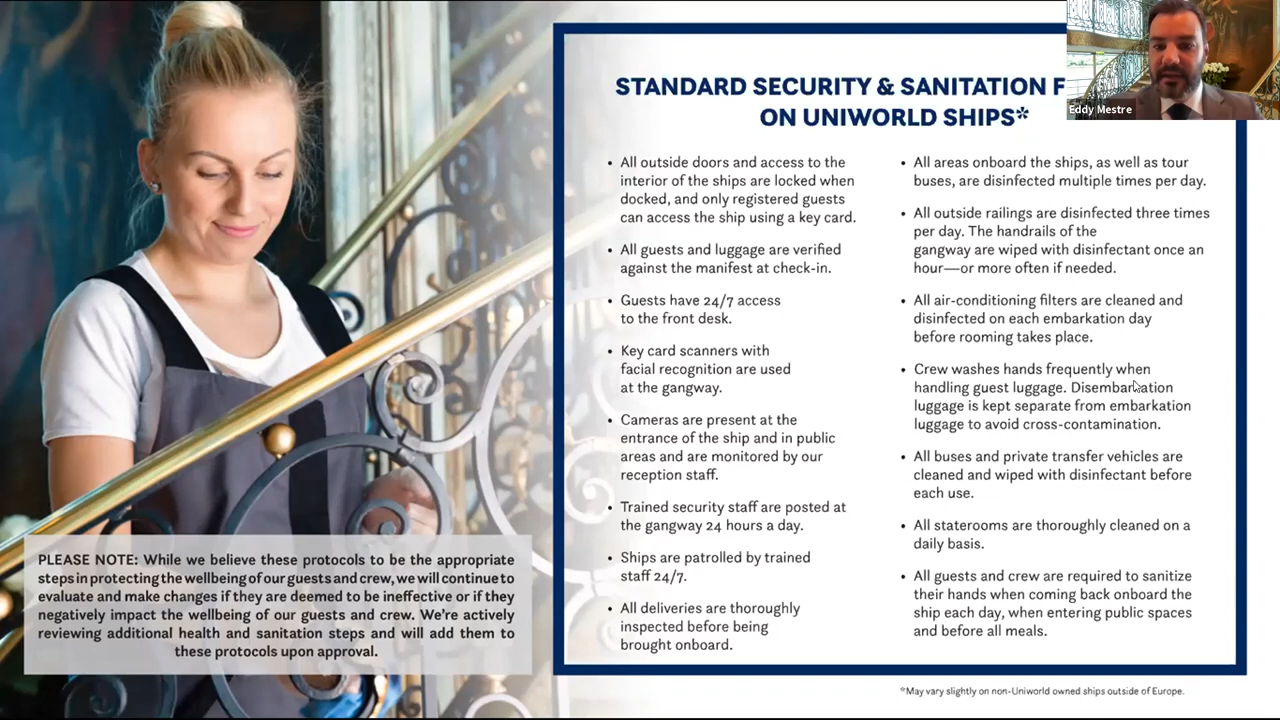 STANDARD SECURITY & SANITATION F
ON UNIWORLD SHIPS*
Eddy Mestre
• All outside doors and access to the
interior of the ships are locked when
docked, and only registered guests
can access the ship using a key card.
• All guests and luggage are verified
against the manifest at check-in.
• Guests have 24/7 access
to the front desk.
• Key card scanners with
facial recognition are used
at the gangway.
• Cameras are present at the
entrance of the ship and in public
areas and are monitored by our
reception staff.
• Trained security staff are posted at
the gangway 24 hours a day.
• Ships are patrolled by trained
staff 24/7.
• All deliveries are thoroughly
inspected before being
brought onboard.
• All areas onboard the ships, as well as tour
buses, are disinfected multiple times per day.
• All outside railings are disinfected three times
per day. The handrails of the
gangway are wiped with disinfectant once an
hour—or more often if needed.
• All air-conditioning filters are cleaned and
disinfected on each embarkation day
before rooming takes place.
• Crew washes hands frequently when
handling guest luggage. Disembarkation
luggage is kept separate from embarkation
luggage to avoid cross-contamination.
• All buses and private transfer vehicles are
cleaned and wiped with disinfectant before
each use.
• All staterooms are thoroughly cleaned on a
daily basis.
• All guests and crew are required to sanitize
their hands when coming back onboard the
ship each day, when entering public spaces
and before all meals.
PLEASE NOTE: While we believe these protocols to be the appropriate
steps in protecting the wellbeing of our guests and crew, we will continue to
evaluate and make changes if they are deemed to be ineffective or if they
negatively impact the wellbeing of our guests and crew. We're actively
reviewing additional health and sanitation steps and will add them to
these protocols upon approval.
*May vary slightly on non-Uniworld owned ships outside of Europe.